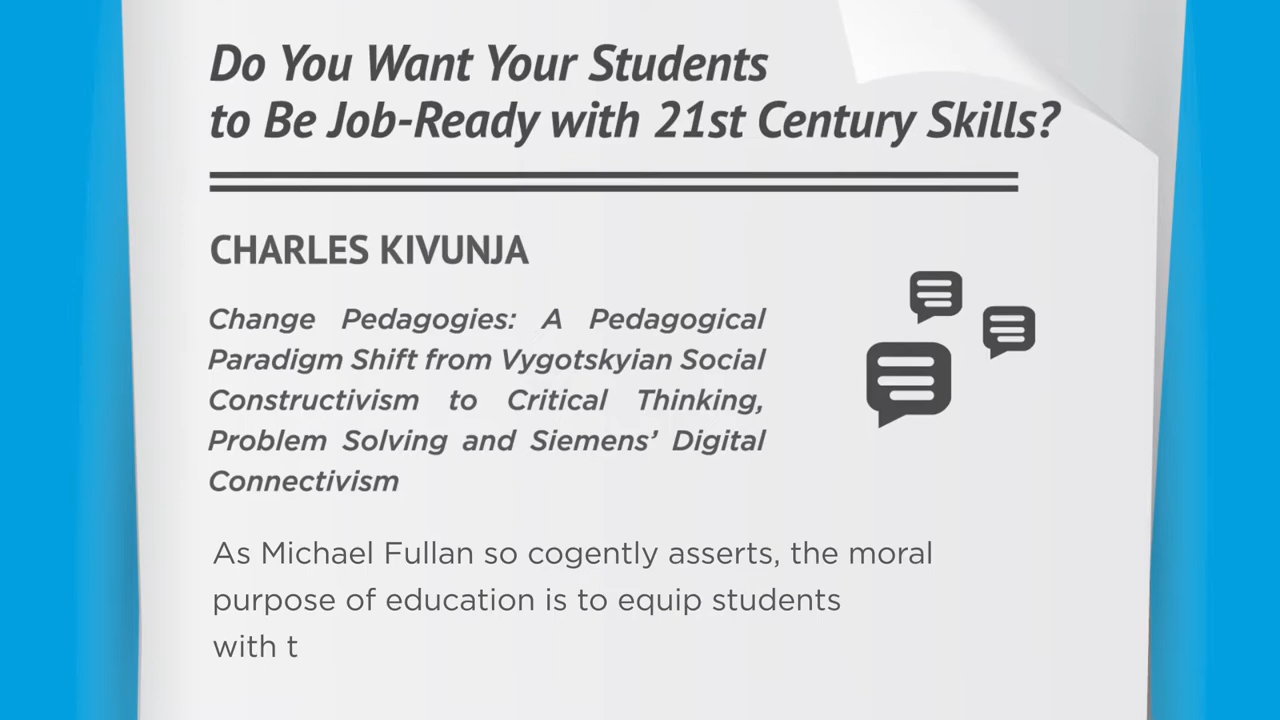 Do You Want Your Students
to Be Job-Ready with 21st Century Skills?
CHARLES KIVUNJA
Change Pedagogies: A Pedagogical
Paradigm Shift from Vygotskyian Social
Constructivism to Critical Thinking,
Problem Solving and Siemens’ Digital
Connectivism
As Michael Fullan so cogently asserts, the moral
purpose of education is to equip students
with t